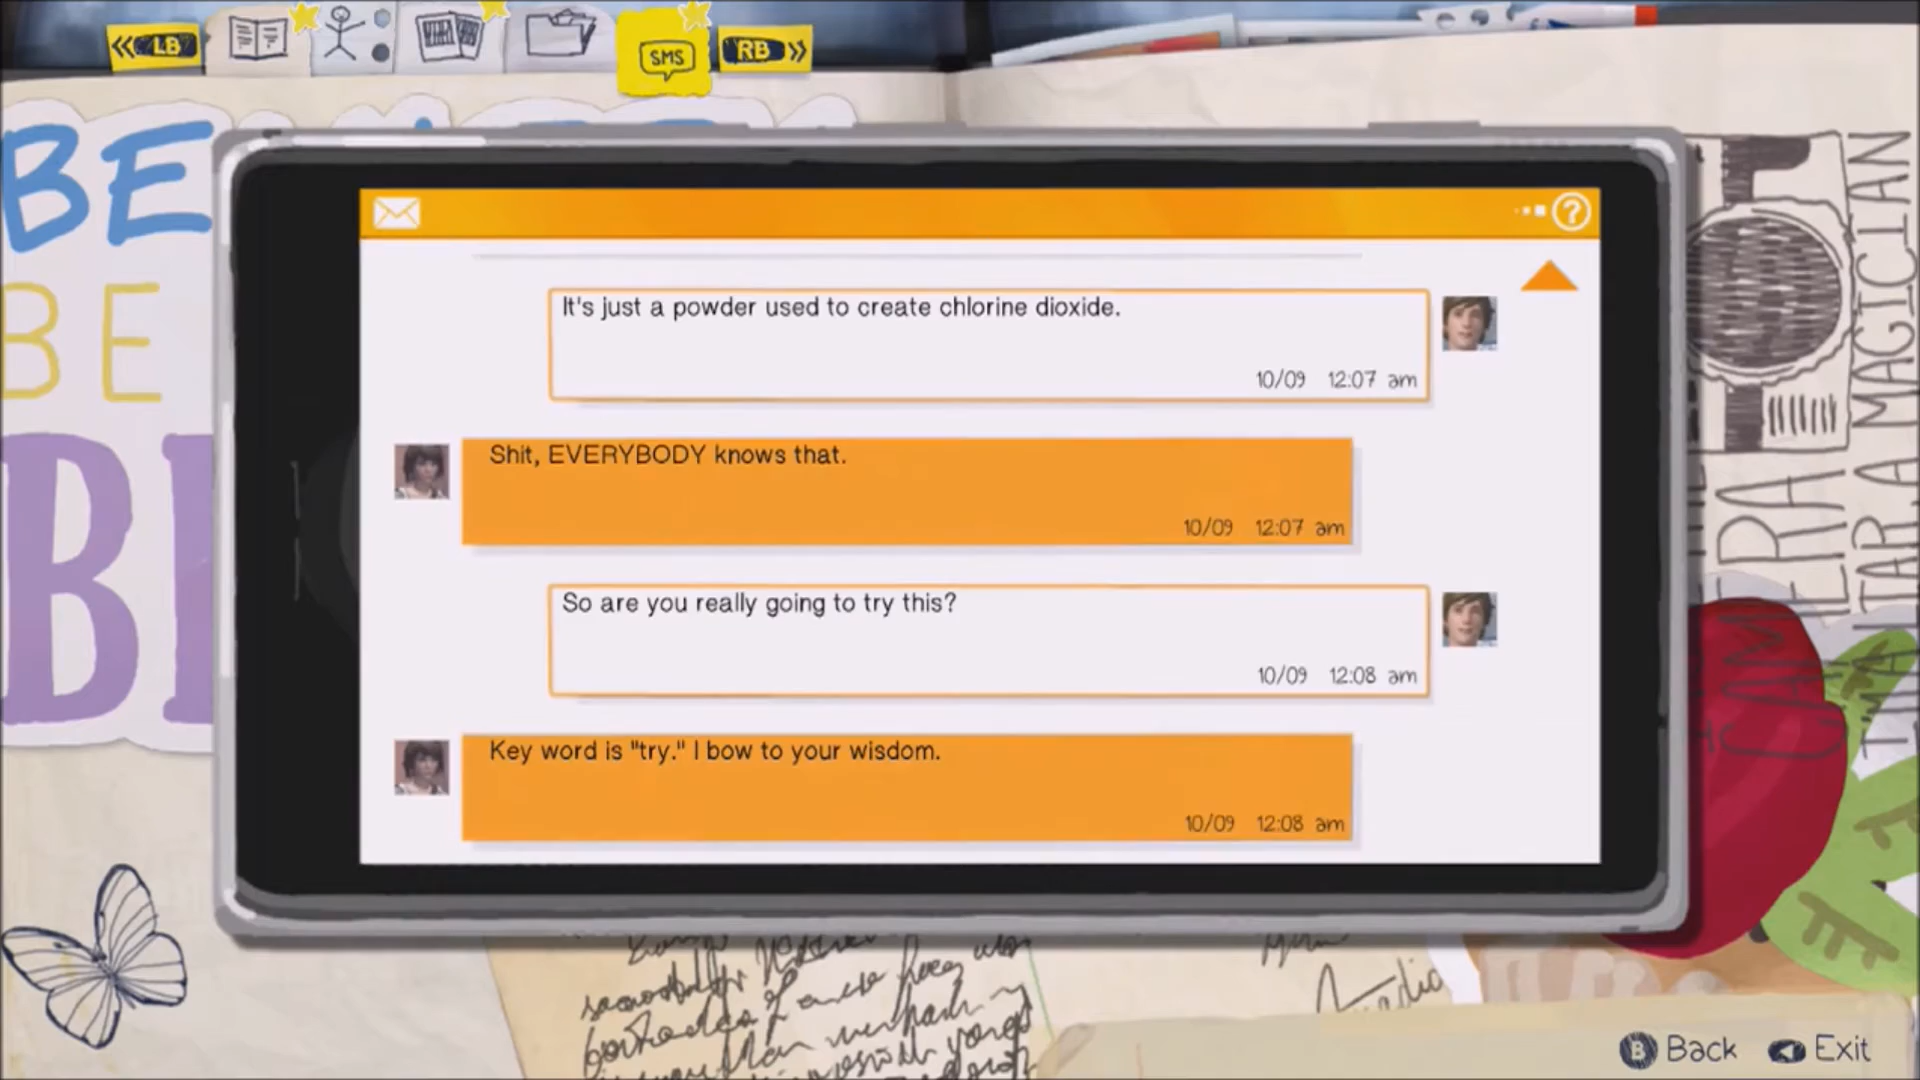 LB
SMS
RB
BE
BE
It's just a powder used to create chlorine dioxide.
10/09 12:07 am
Shit, EVERYBODY knows that.
10/09 12:07 am
So are you really going to try this?
10/09 12:08 am
Key word is "try." I bow to your wisdom.
10/09 12:08 am
MAGICIAN
B Back
Exit